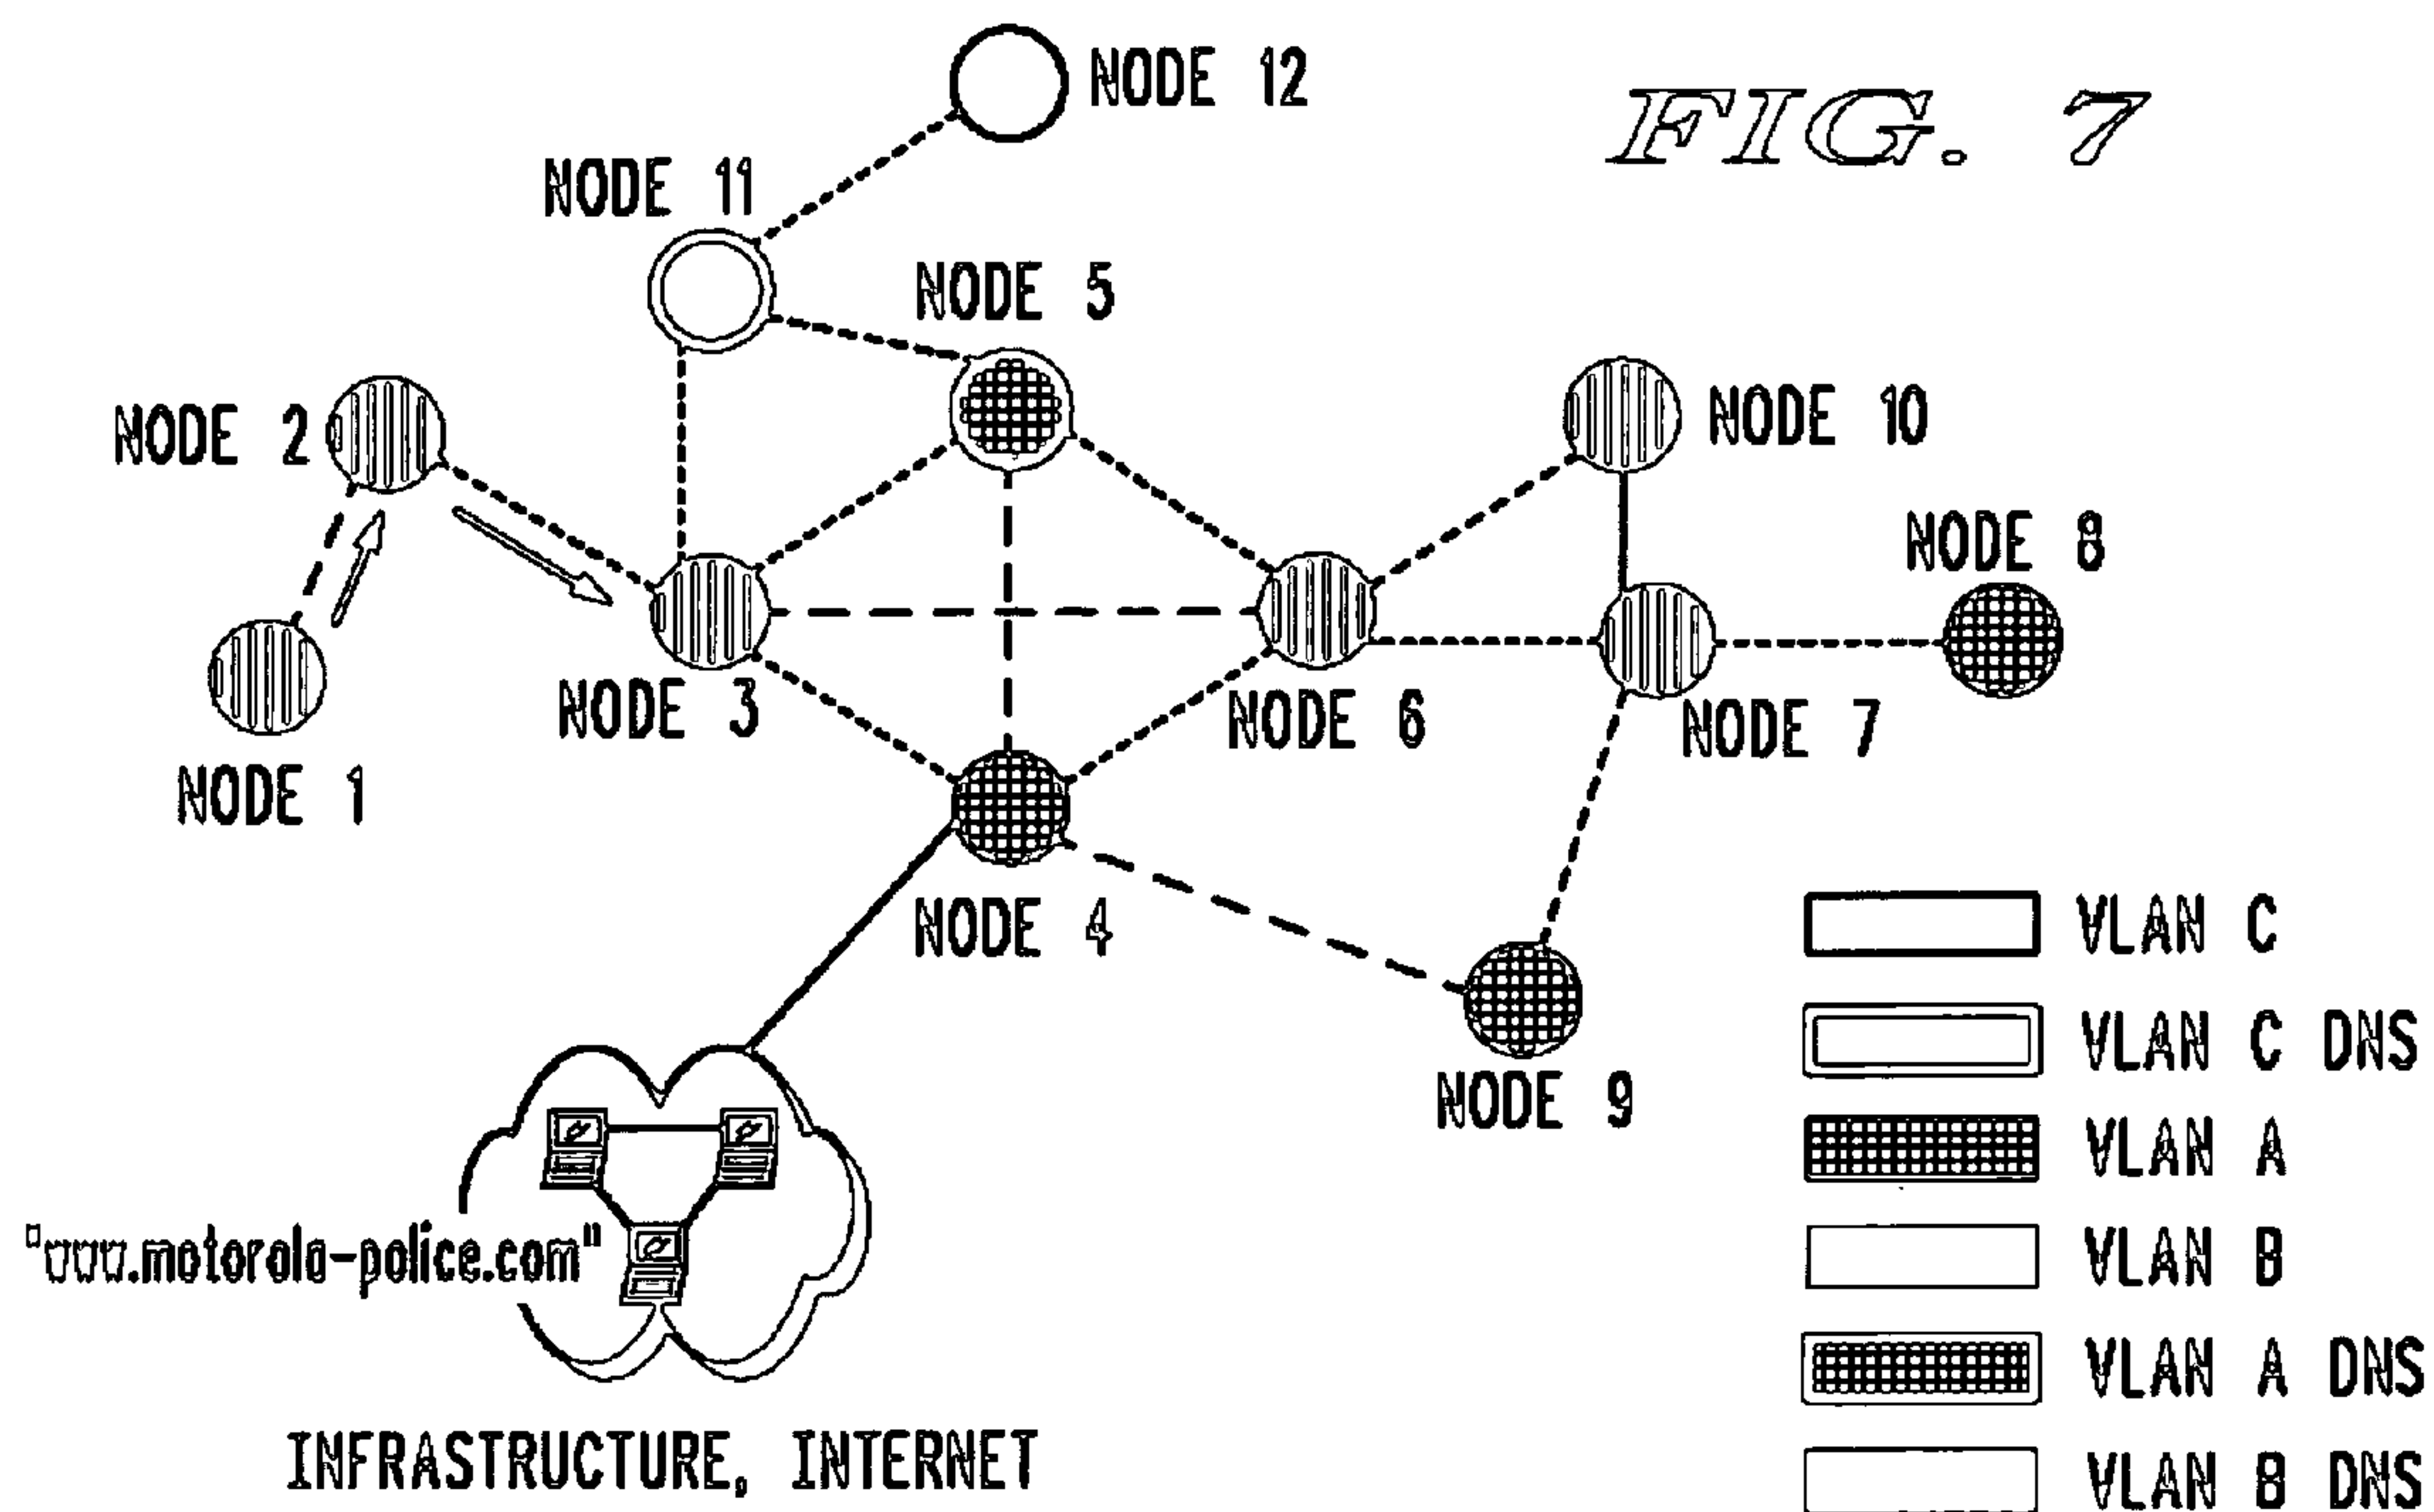 NODE 12
FIG. 7
NODE 11
NODE 5
NODE 2
NODE 10
NODE 8
NODE 3
NODE 6
NODE 7
NODE 1
NODE 4
NODE 9
VLAN C
VLAN C DNS
VLAN A
VLAN B
VLAN A DNS
VLAN B DNS
"www.motorola-police.com"
INFRASTRUCTURE, INTERNET